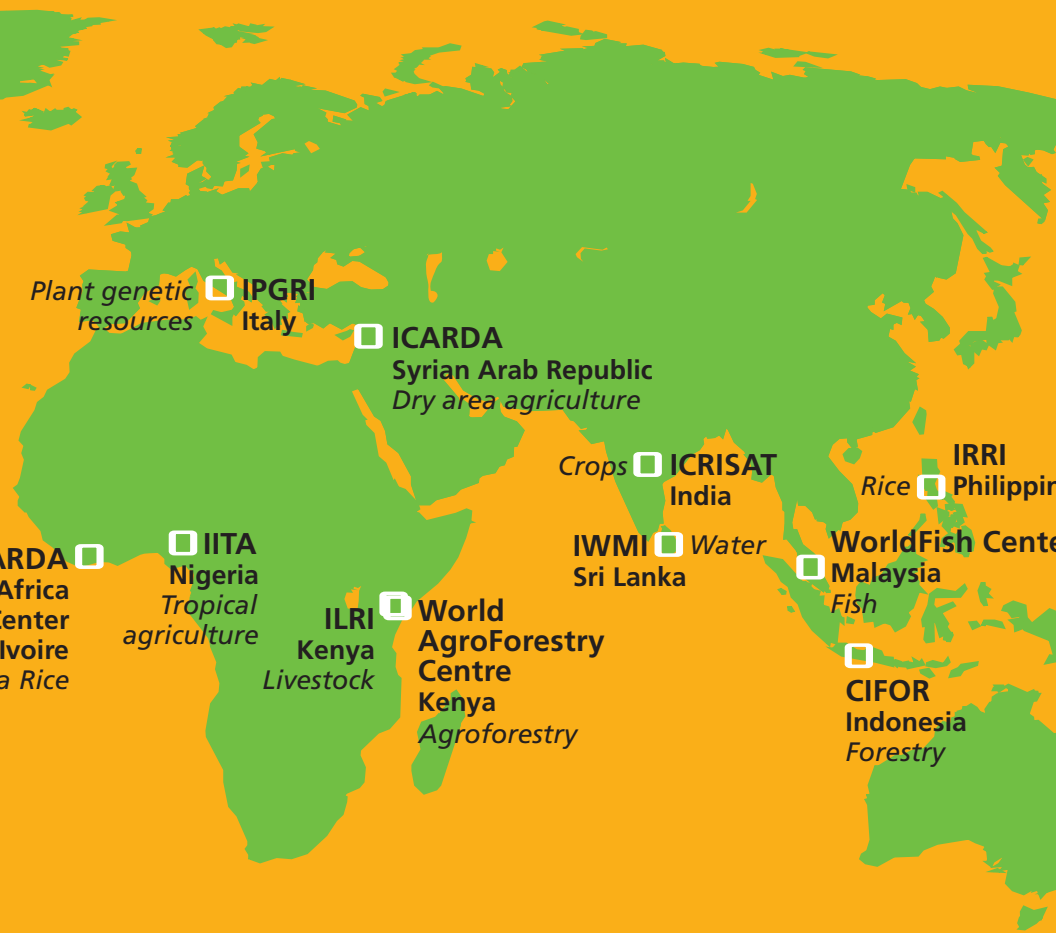 Plant genetic
resources
IPGRI
Italy
ICARDA
Syrian Arab Republic
Dry area agriculture
Crops
ICRISAT
India
IRRI
Rice
Philippin
IWMI
Water
Sri Lanka
WorldFish Cente
Malaysia
Fish
ARDA
Africa
Center
Ivoire
a Rice
IITA
Nigeria
Tropical
agriculture
ILRI
Kenya
Livestock
World
AgroForestry
Centre
Kenya
Agroforestry
CIFOR
Indonesia
Forestry